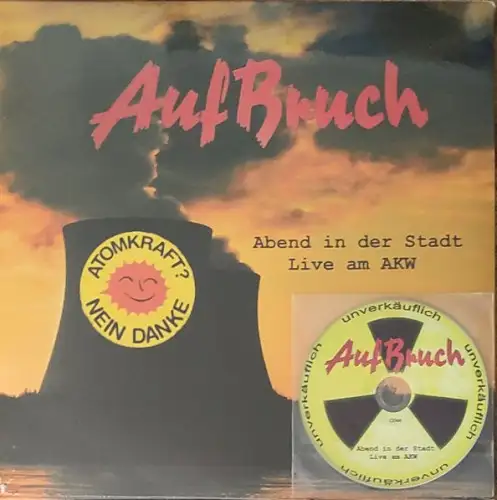 AufBruch
Abend in der Stadt
Live am AKW
ATOMKRAFT?
NEIN DANKE
unverkäuflich
unverkäuflich
unverkäuflich
AufBruch
Abend in der Stadt
Live am AKW
unverkäuflich